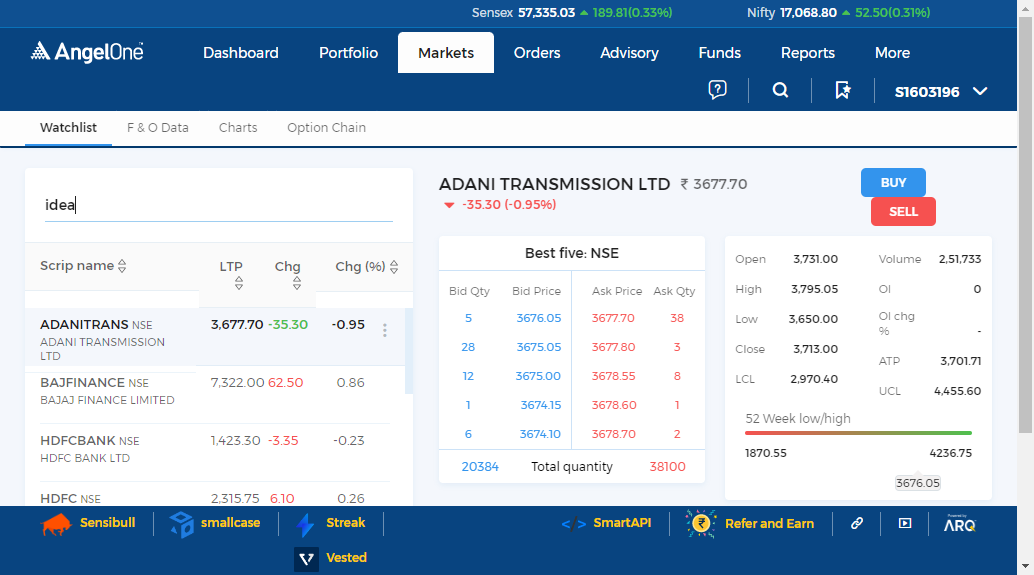 Sensex 57,335.03 189.81(0.33%) Nifty 17,068.80 52.50(0.31%)
AngelOne Dashboard Portfolio Markets Orders Advisory Funds Reports More
S1603196
Watchlist F & O Data Charts Option Chain
idea
Scrip name LTP Chg Chg (%)
ADANITRANS NSE 3,677.70 -35.30 -0.95
ADANI TRANSMISSION
LTD
BAJFINANCE NSE 7,322.00 62.50 0.86
BAJAJ FINANCE LIMITED
HDFCBANK NSE 1,423.30 -3.35 -0.23
HDFC BANK LTD
HDFC NSE 2,315.75 6.10 0.26
ADANI TRANSMISSION LTD ₹ 3677.70
-35.30 (-0.95%)
BUY
SELL
Best five: NSE
Bid Qty Bid Price Ask Price Ask Qty
5 3676.05 3677.70 38
28 3675.05 3677.80 3
12 3675.00 3678.55 8
1 3674.15 3678.60 1
6 3674.10 3678.70 2
20384 Total quantity 38100
Open 3,731.00
High 3,795.05
Low 3,650.00
Close 3,713.00
LCL 2,970.40
Volume 2,51,733
OI 0
OI chg
% -
ATP 3,701.71
UCL 4,455.60
52 Week low/high
1870.55 4236.75
3676.05
Sensibull smallcase Streak SmartAPI Refer and Earn
Powered by
ARQ
V Vested